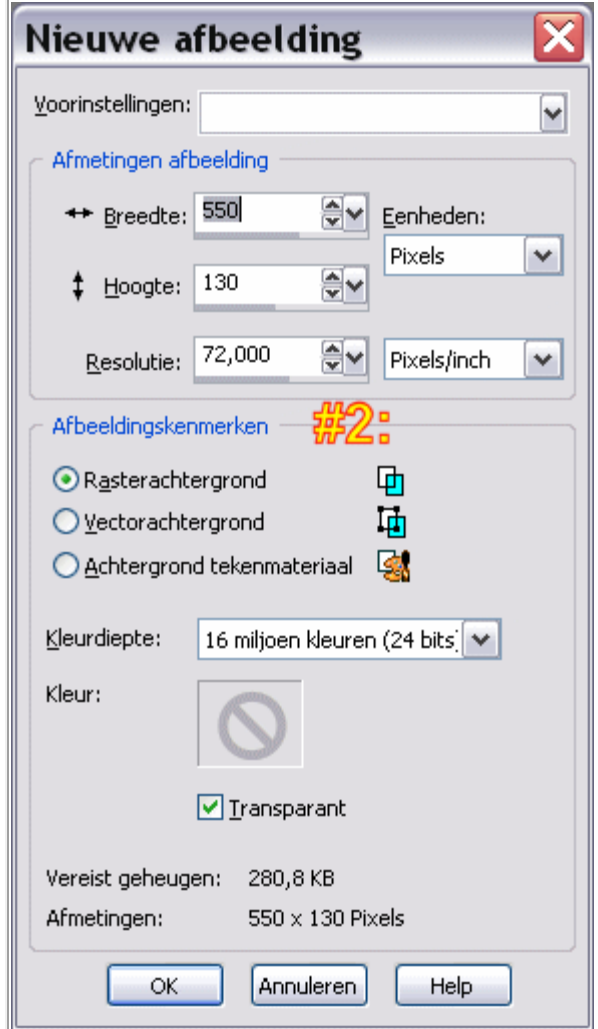 Nieuwe afbeelding
Voorinstellingen:
Afmetingen afbeelding
Breedte: 550 Eenheden:
Pixels
Hoogte: 130
Resolutie: 72,000 Pixels/inch
Afbeeldingskenmerken #2:
Rasterachtergrond
Vectorachtergrond
Achtergrond tekenmateriaal
Kleurdiepte: 16 miljoen kleuren (24 bits)
Kleur:
Transparant
Vereist geheugen: 280,8 KB
Afmetingen: 550 x 130 Pixels
OK Annuleren Help